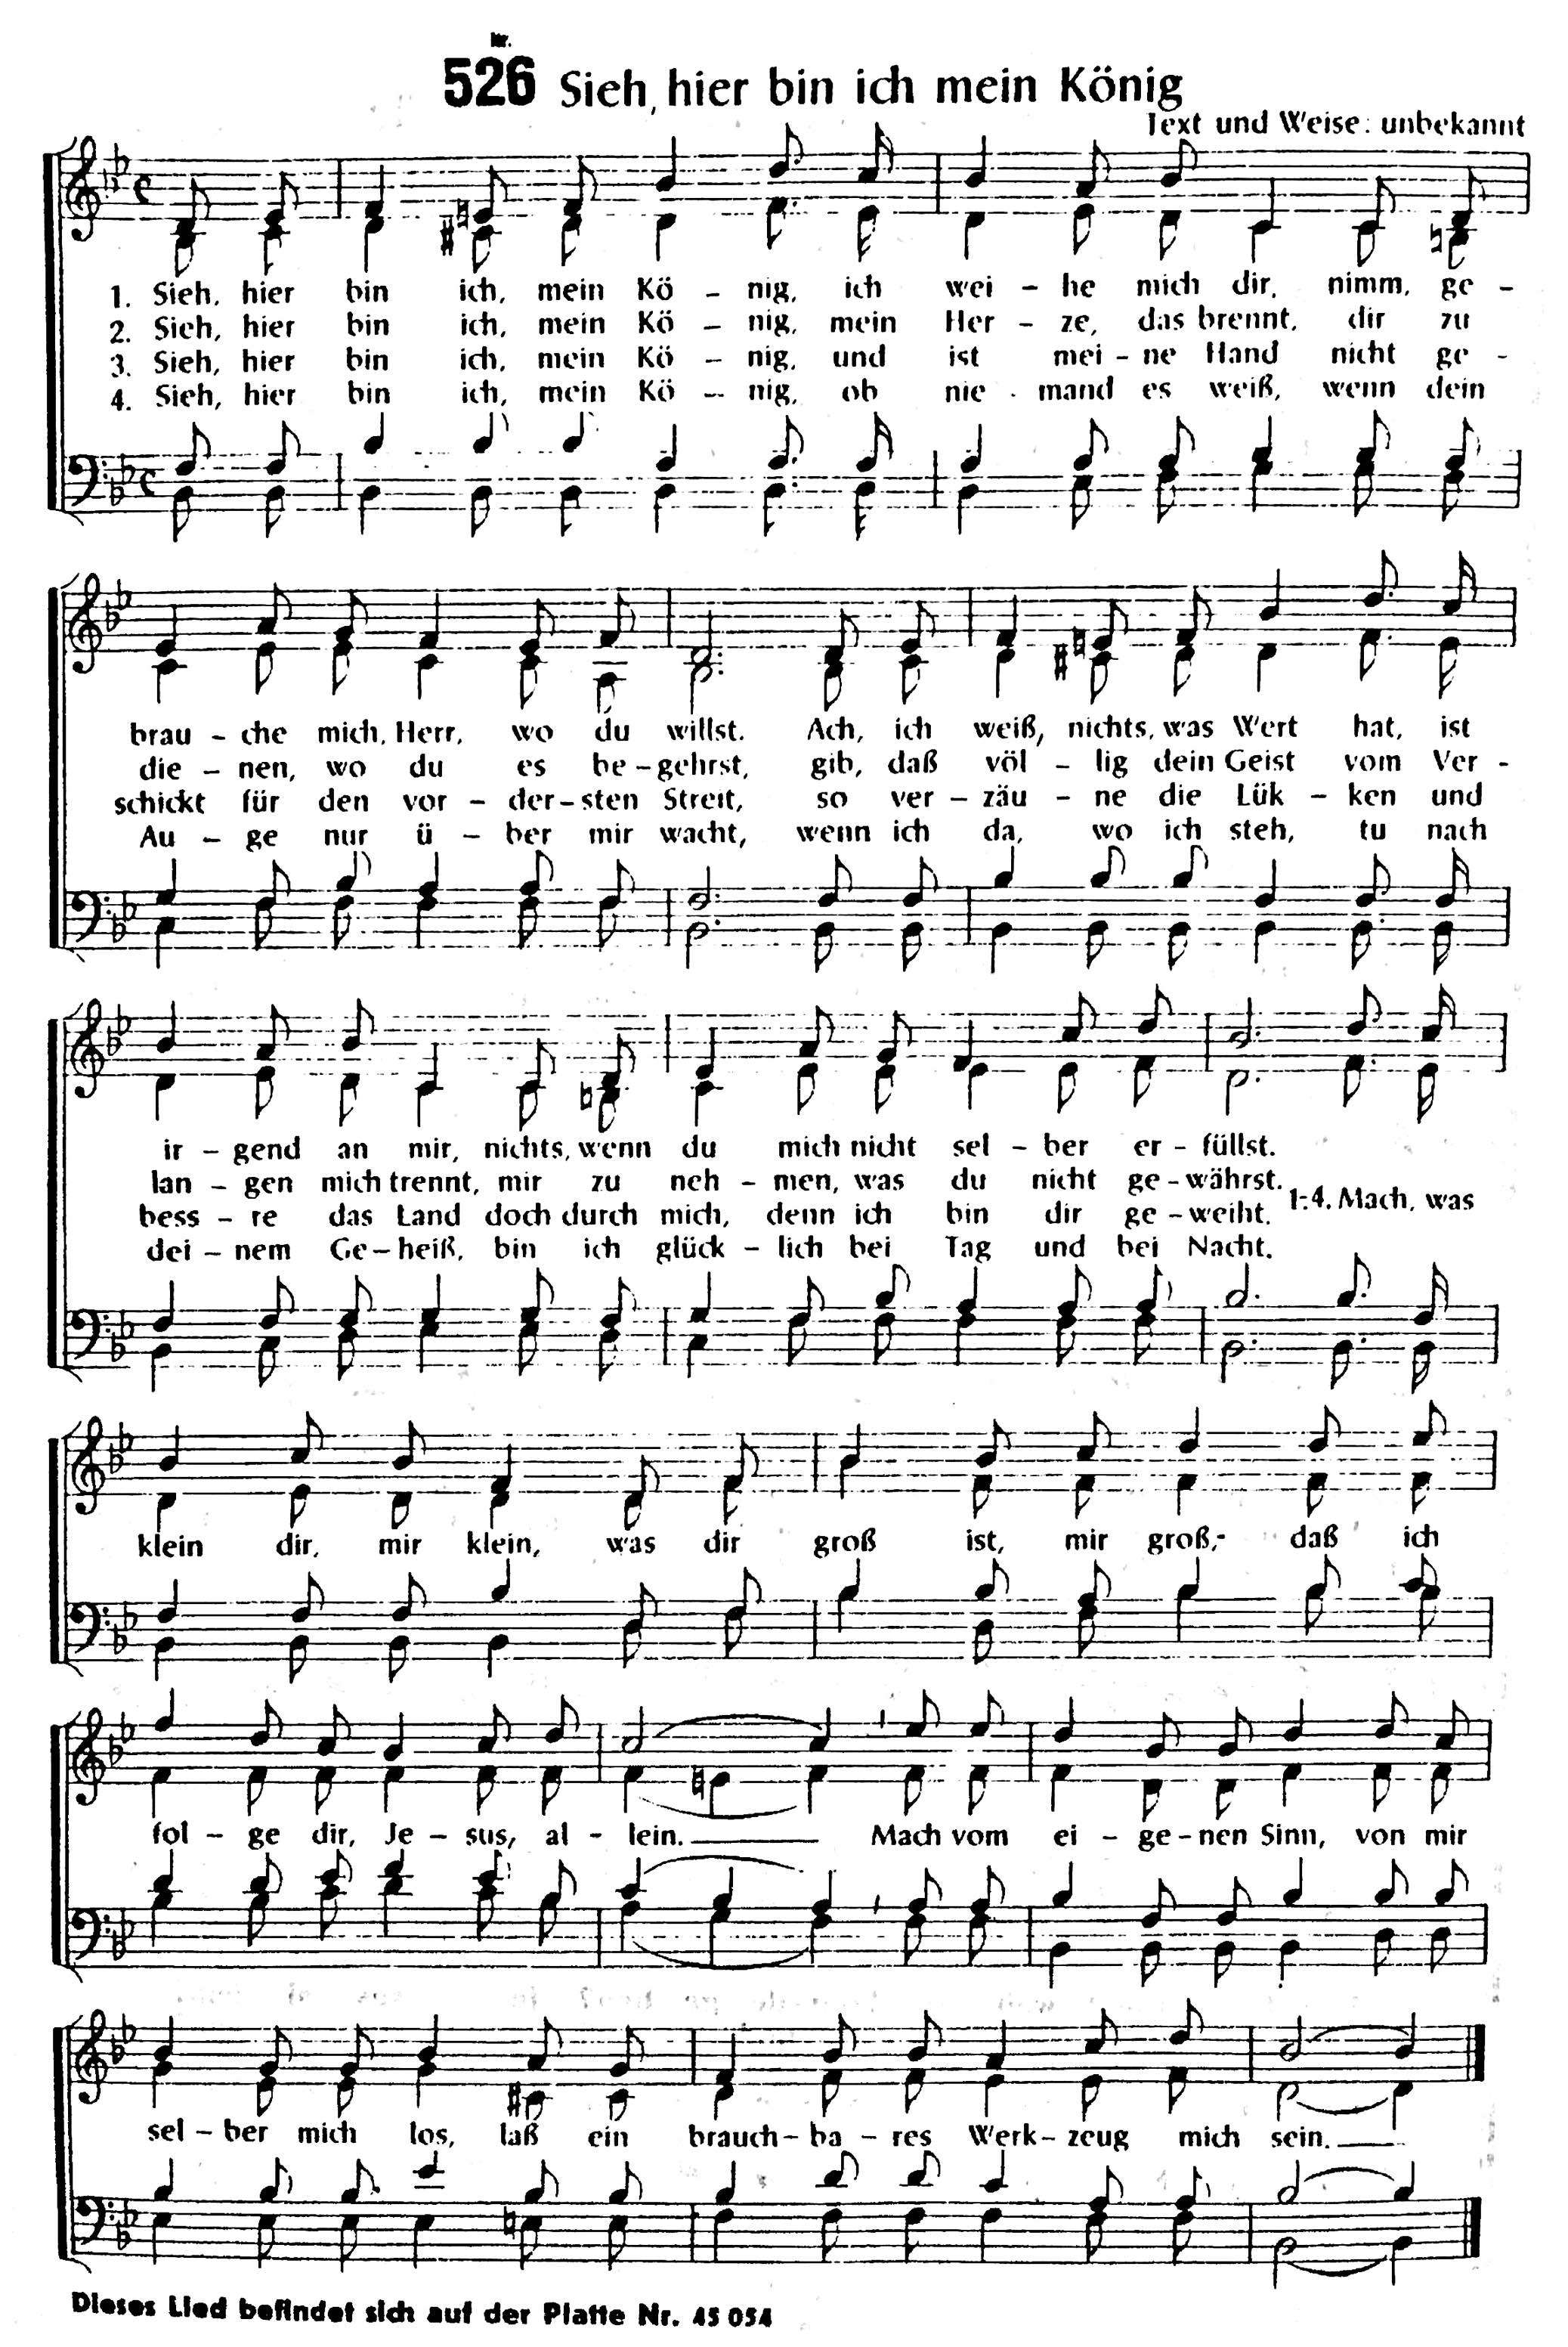 Nr.
526 Sieh, hier bin ich mein König
Text und Weise: unbekannt
1. Sieh, hier bin ich, mein Kö – nig, ich wei – he mich dir, nimm, ge –
2. Sieh, hier bin ich, mein Kö – nig, mein Her – ze, das brennt, dir zu
3. Sieh, hier bin ich, mein Kö – nig, und ist mei – ne Hand nicht ge –
4. Sieh, hier bin ich, mein Kö – nig, ob nie - mand es weiß, wenn dein
brau – che mich, Herr, wo du willst. Ach, ich weiß, nichts, was Wert hat, ist
die – nen, wo du es be – gehrst, gib, daß völ – lig dein Geist vom Ver –
schickt für den vor – der – sten Streit, so ver – zäu – ne die Lük – ken und
Au – ge nur ü – ber mir wacht, wenn ich da, wo ich steh, tu nach
ir – gend an mir, nichts, wenn du mich nicht sel – ber er – füllst.
lan – gen mich trennt, mir zu neh – men, was du nicht ge – währst.
bess – re das Land doch durch mich, denn ich bin dir ge – weiht. 1.-4. Mach, was
dei – nem Ge – heiß, bin ich glück – lich bei Tag und bei Nacht.
klein dir, mir klein, was dir groß ist, mir groß,- daß ich
fol – ge dir, Je – sus, al – lein. Mach vom ei – ge – nen Sinn, von mir
sel – ber mich los, laß ein brauch – ba – res Werk – zeug mich sein.
Dieses Lied befindet sich auf der Platte Nr. 45 054